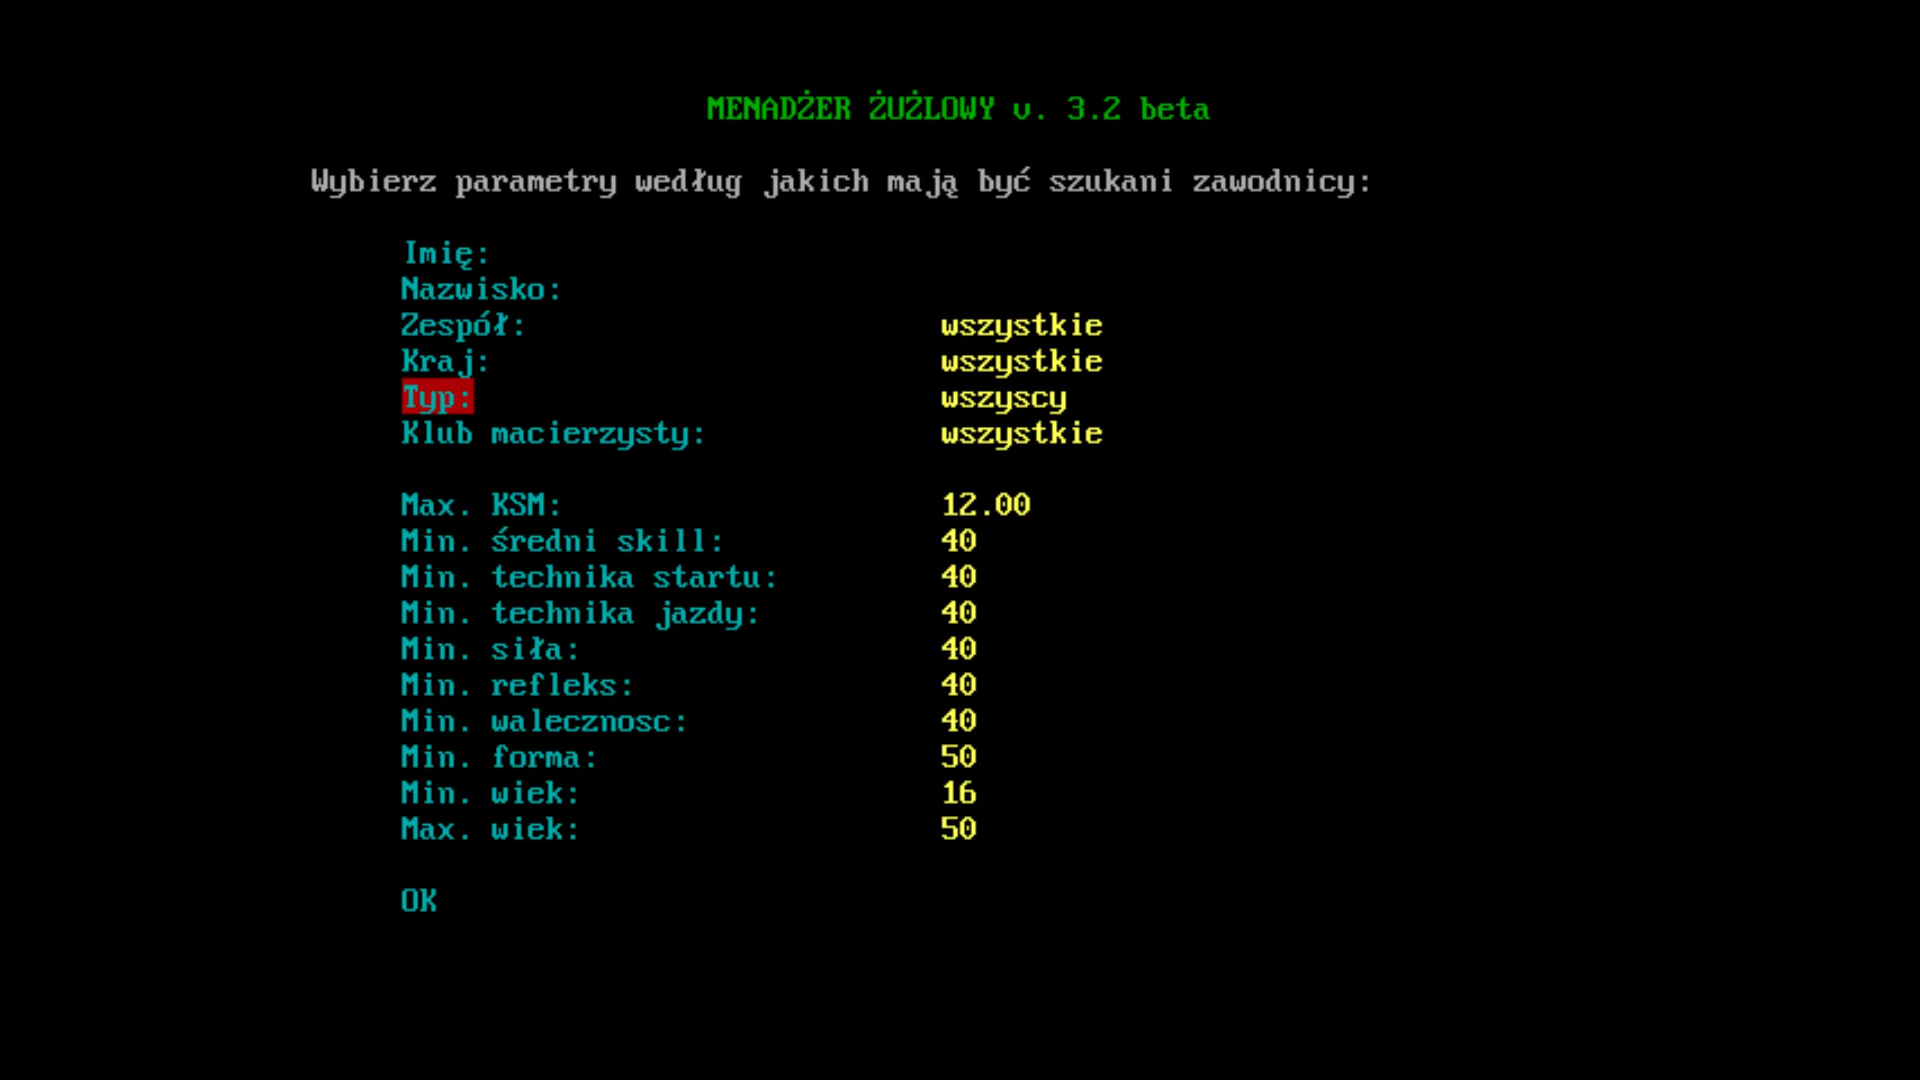 MENADŻER ŻUŻLOWY v. 3.2 beta
Wybierz parametry według jakich mają być szukani zawodnicy:
Imię:
Nazwisko:
Zespół: wszystkie
Kraj: wszystkie
Typ: wszyscy
Klub macierzysty: wszystkie
Max. KSM: 12.00
Min. średni skill: 40
Min. technika startu: 40
Min. technika jazdy: 40
Min. siła: 40
Min. refleks: 40
Min. walecznosc: 40
Min. forma: 50
Min. wiek: 16
Max. wiek: 50
OK